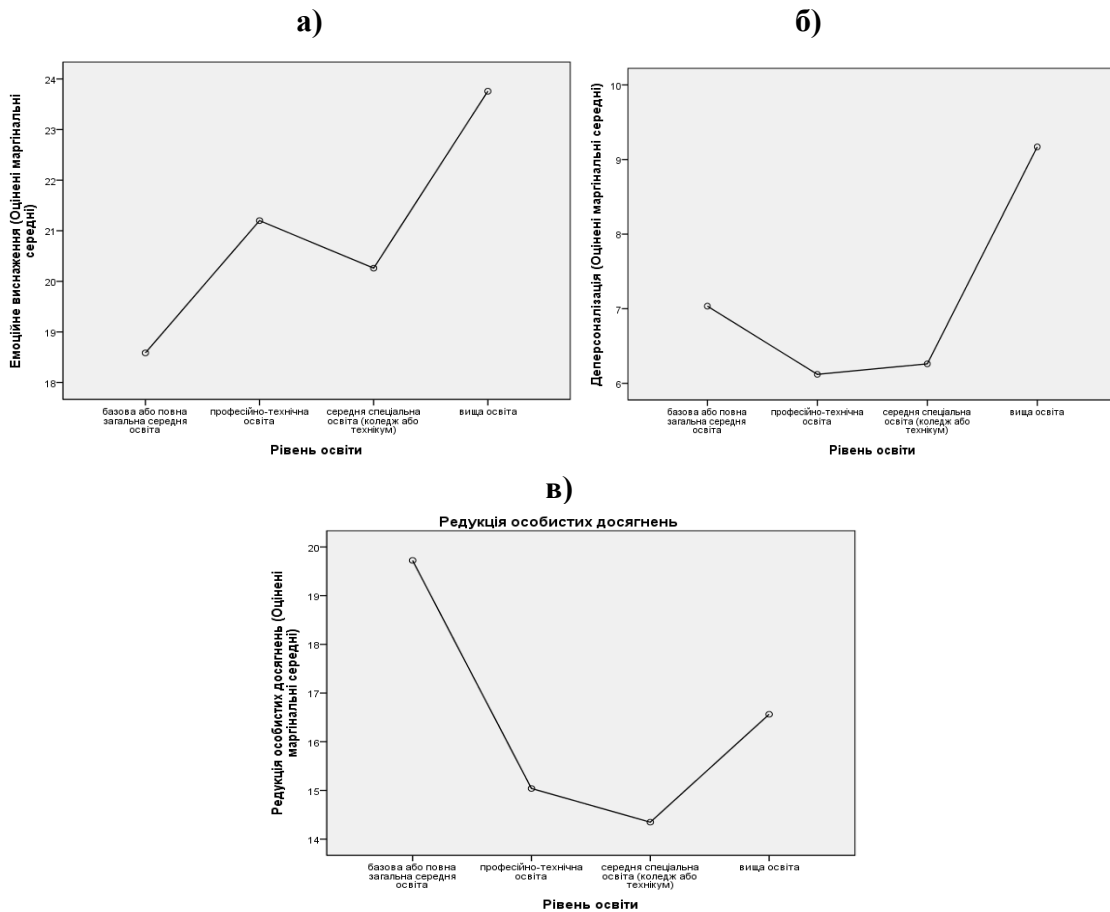 а)
Емоційне виснаження (Оцінені маргінальні
середні)
24
23
22
21
20
19
18
базова або повна
загальна середня
освіта
професійно-технічна
освіта
середня спеціальна
освіта (коледж або
технікум)
вища освіта
Рівень освіти
б)
Деперсоналізація (Оцінені маргінальні середні)
10
9
8
7
6
базова або повна
загальна середня
освіта
професійно-технічна
освіта
середня спеціальна
освіта (коледж або
технікум)
вища освіта
Рівень освіти
в)
Редукція особистих досягнень
Редукція особистих досягнень (Оцінені
маргінальні середні)
20
19
18
17
16
15
14
базова або повна
загальна середня
освіта
професійно-технічна
освіта
середня спеціальна
освіта (коледж або
технікум)
вища освіта
Рівень освіти